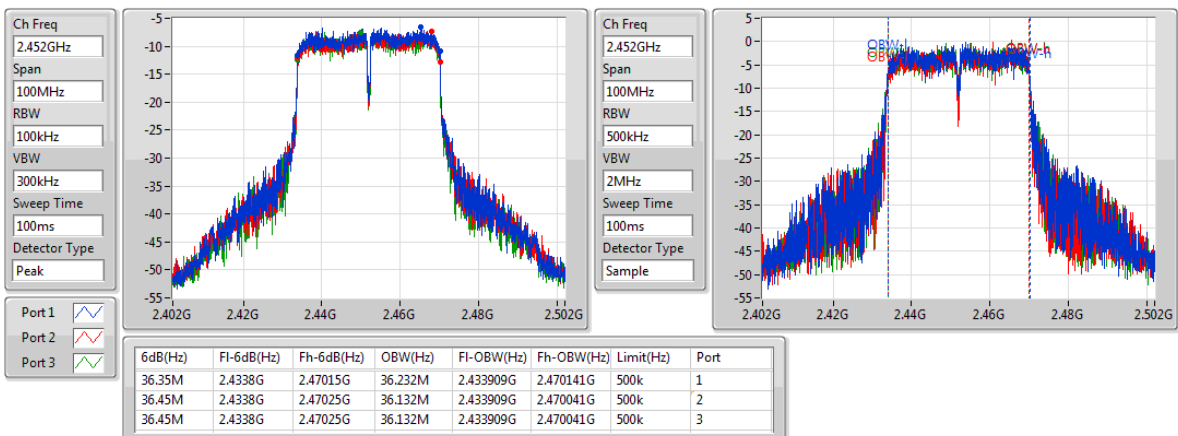 Ch Freq
2.452GHz
Span
100MHz
RBW
100kHz
VBW
300kHz
Sweep Time
100ms
Detector Type
Peak
-5
-10
-15
-20
-25
-30
-35
-40
-45
-50
-55
2.402G 2.42G 2.44G 2.46G 2.48G 2.502G
Ch Freq
2.452GHz
Span
100MHz
RBW
500kHz
VBW
2MHz
Sweep Time
100ms
Detector Type
Sample
5
0
-5
-10
-15
-20
-25
-30
-35
-40
-45
-50
-55
OBW-h
2.402G 2.42G 2.44G 2.46G 2.48G 2.502G
Port 1
Port 2
Port 3
6dB(Hz) Fl-6dB(Hz) Fh-6dB(Hz) OBW(Hz) Fl-OBW(Hz) Fh-OBW(Hz) Limit(Hz) Port
36.35M 2.4338G 2.47015G 36.232M 2.433909G 2.470141G 500k 1
36.45M 2.4338G 2.47025G 36.132M 2.433909G 2.470041G 500k 2
36.45M 2.4338G 2.47025G 36.132M 2.433909G 2.470041G 500k 3